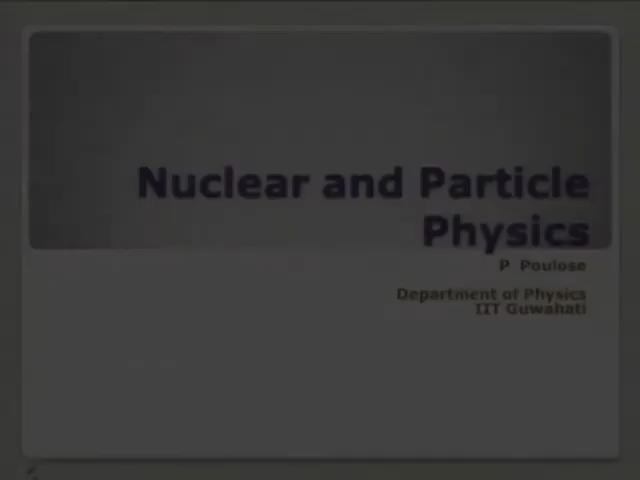 Nuclear and Particle
Physics
P Poulose
Department of Physics
IIT Guwahati